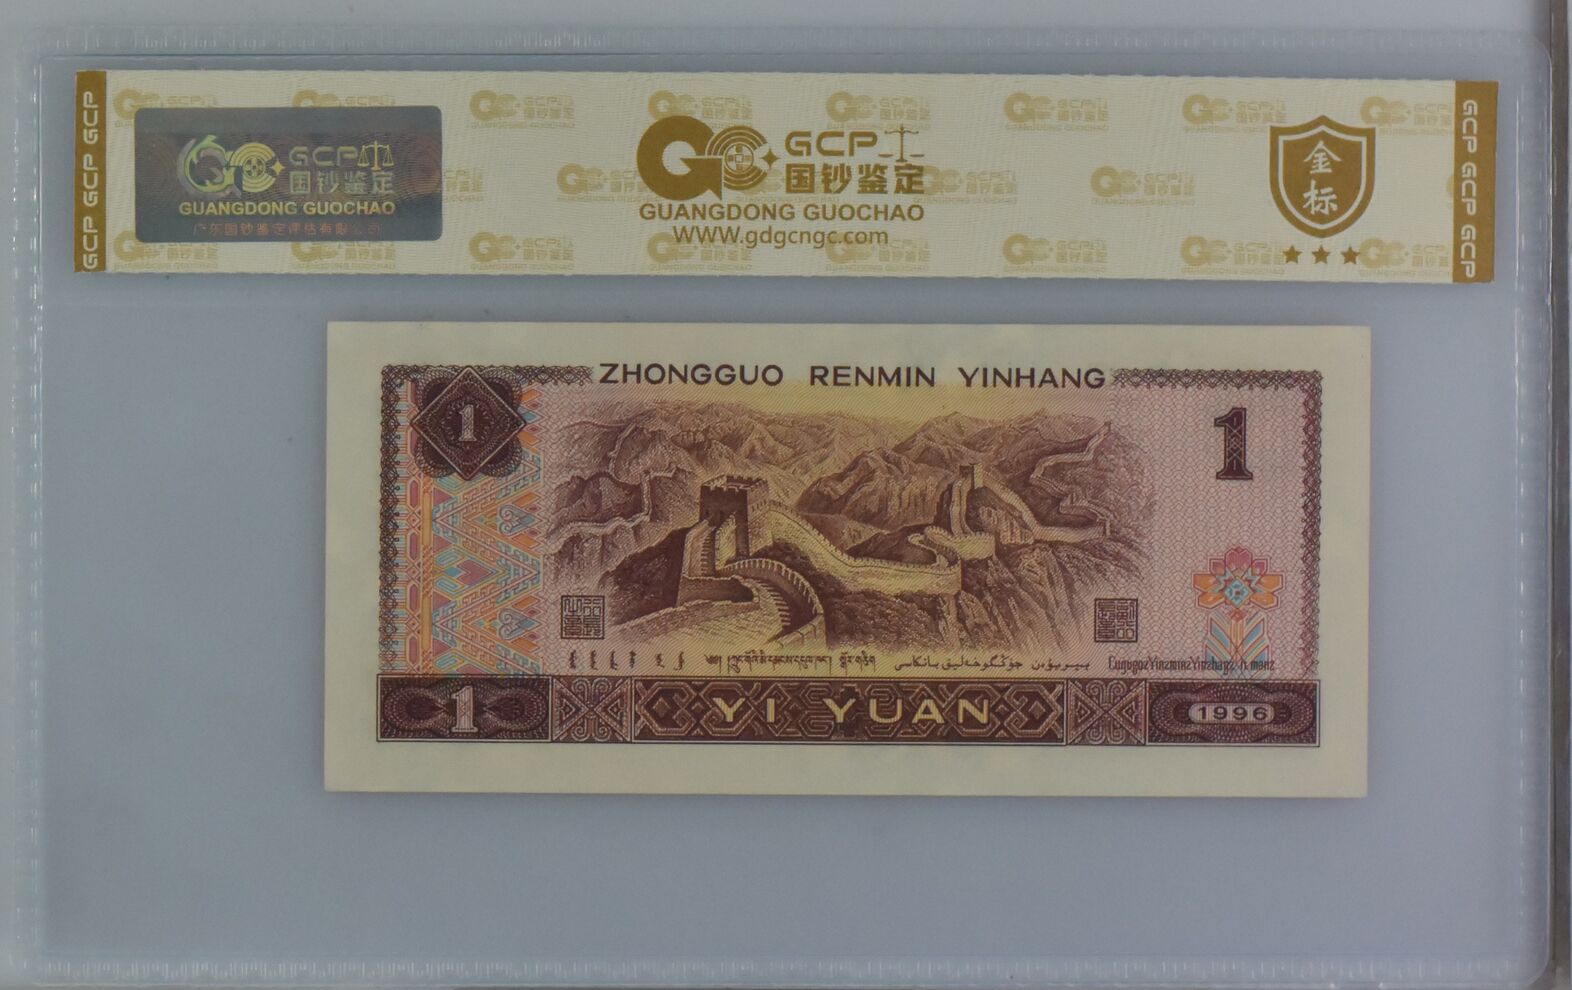 GCP GCP GCP
GCP
国钞鉴定
GUANGDONG GUOCHAO
广东国钞鉴定评估有限公司
GCP
国钞鉴定
GUANGDONG GUOCHAO
WWW.gdgcngc.com
金
标
GCP GCP GCP
ZHONGGUO RENMIN YINHANG
1
1
1 YI YUAN 1996